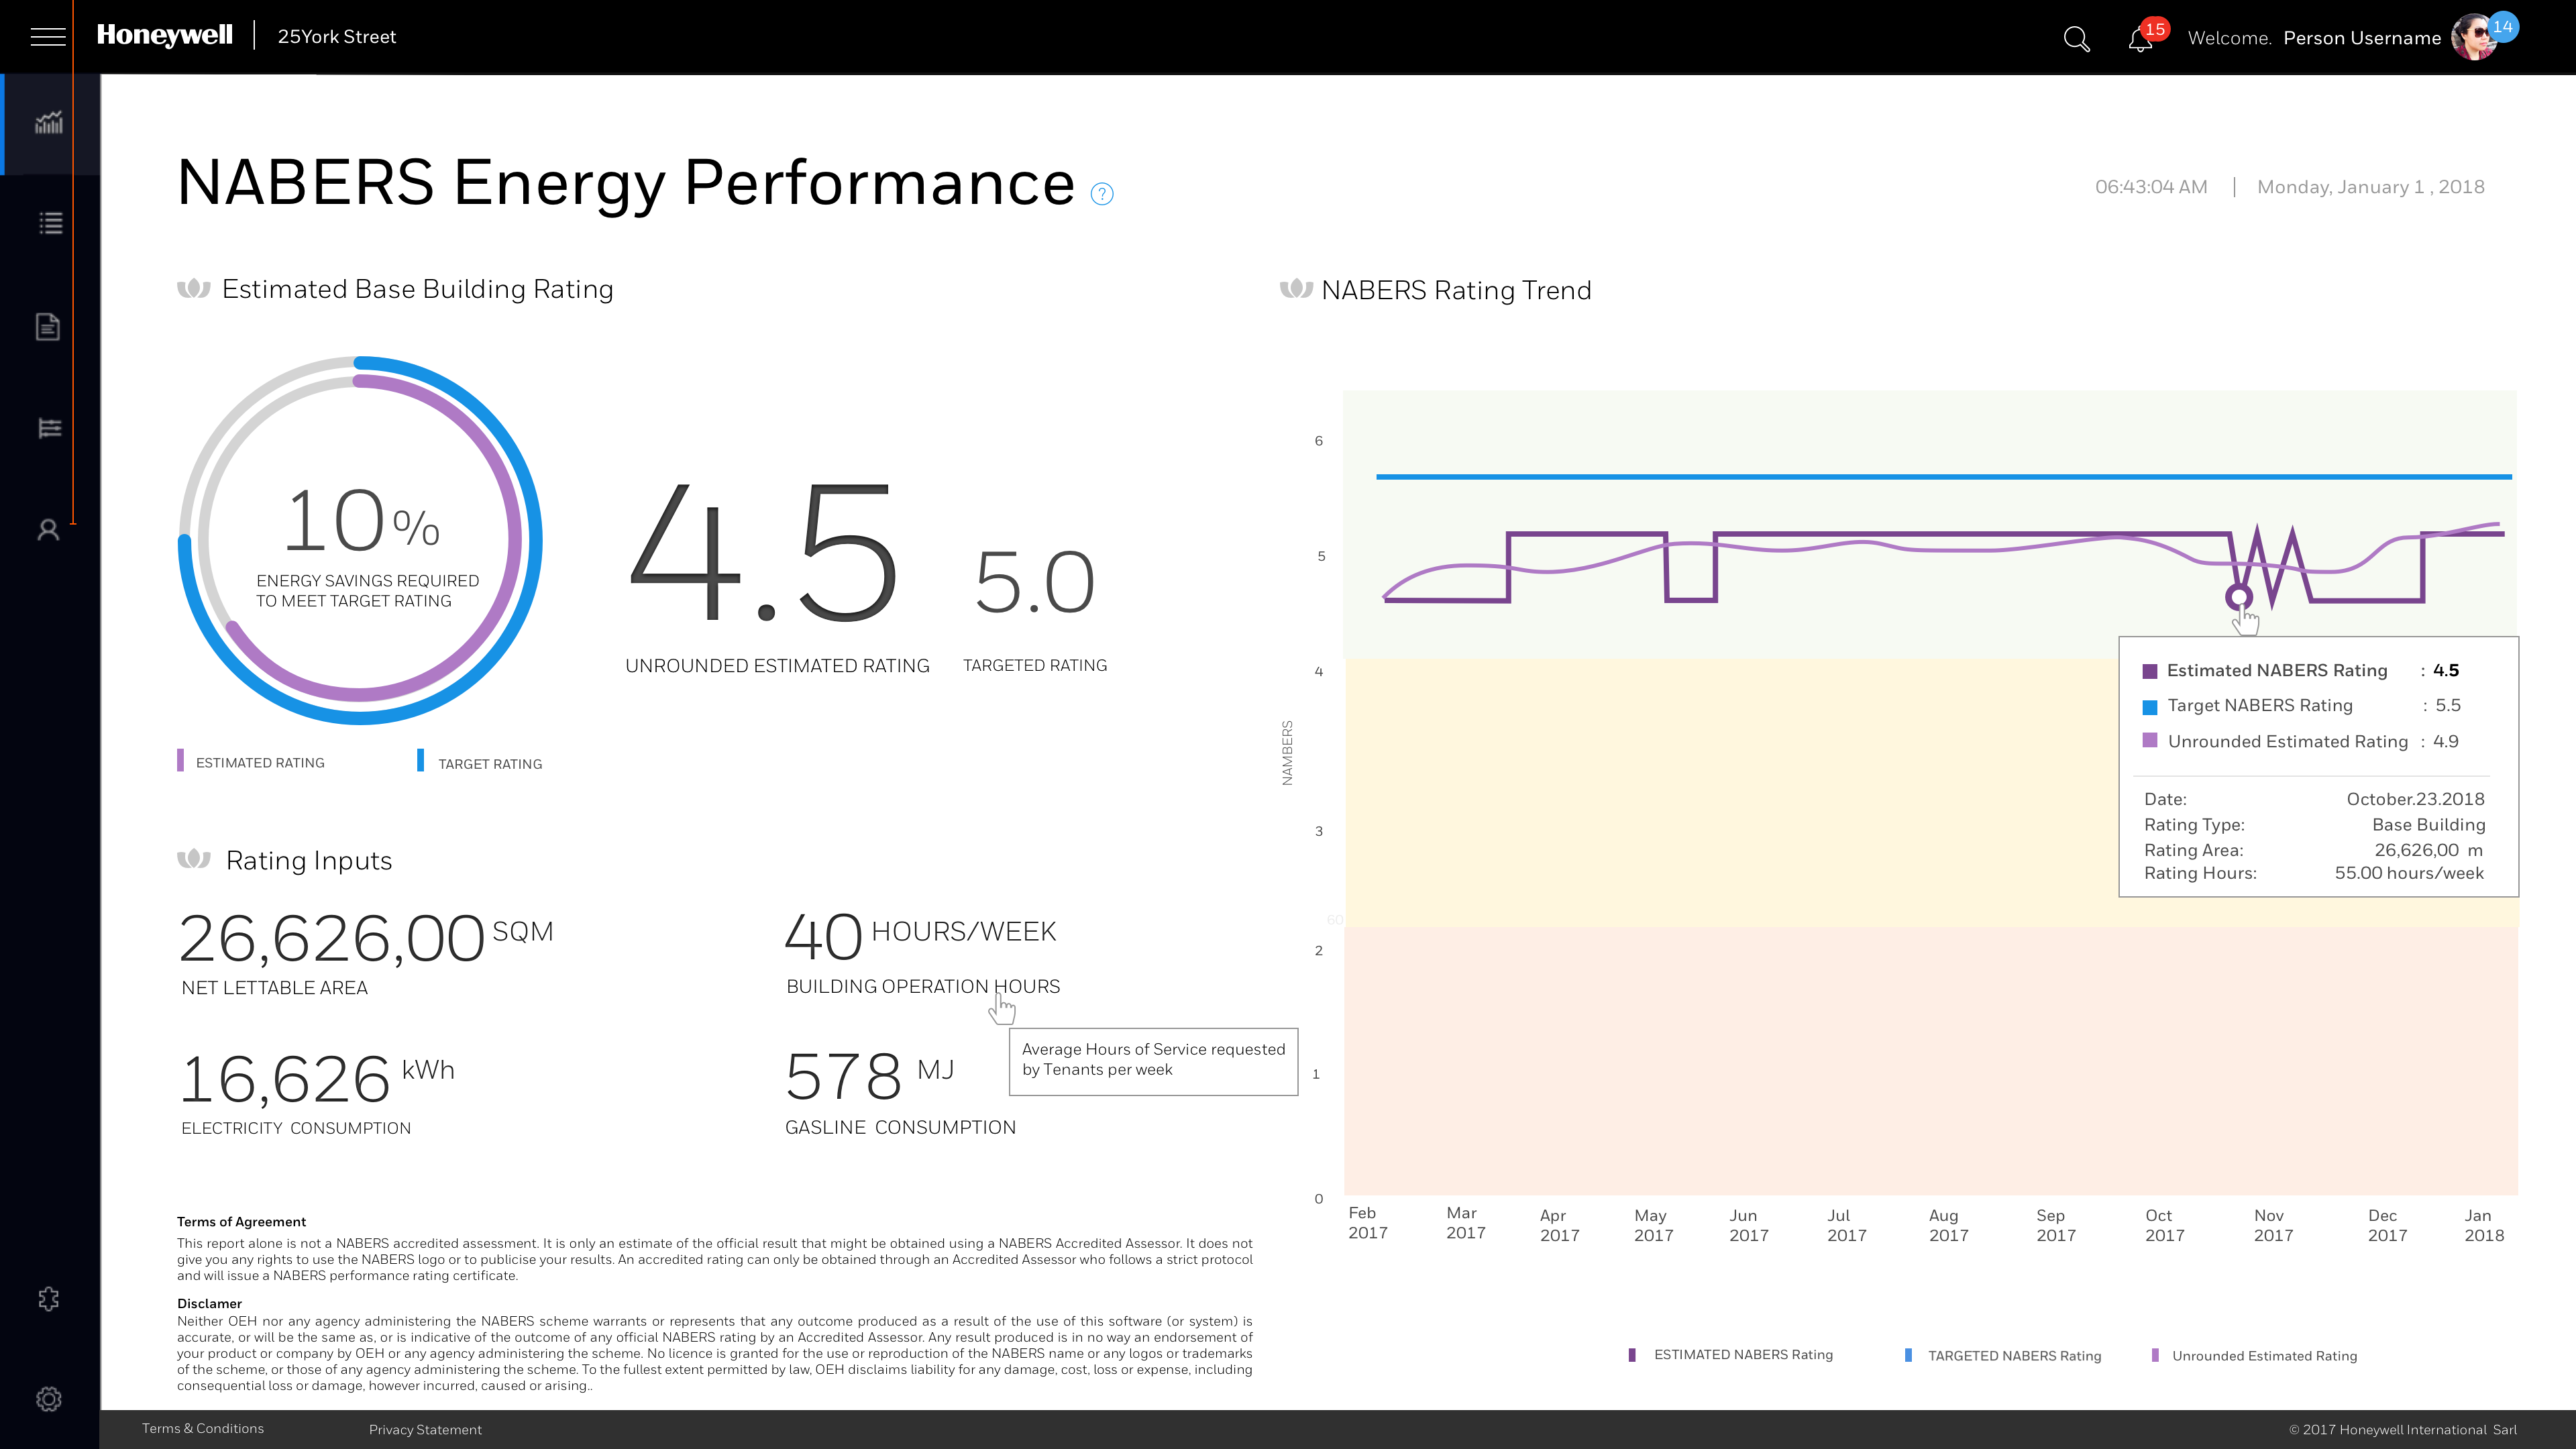 Honeywell
25York Street
15
Welcome. Person Username
14
NABERS Energy Performance ?
06:43:04 AM | Monday, January 1 , 2018
Estimated Base Building Rating
10%
ENERGY SAVINGS REQUIRED
TO MEET TARGET RATING
4.5
UNROUNDED ESTIMATED RATING
5.0
TARGETED RATING
ESTIMATED RATING
TARGET RATING
Rating Inputs
26,626,00 SQM
NET LETTABLE AREA
40 HOURS/WEEK
BUILDING OPERATION HOURS
Average Hours of Service requested
by Tenants per week
16,626 kWh
ELECTRICITY CONSUMPTION
578 MJ
GASLINE CONSUMPTION
Terms of Agreement
This report alone is not a NABERS accredited assessment. It is only an estimate of the official result that might be obtained using a NABERS Accredited Assessor. It does not
give you any rights to use the NABERS logo or to publicise your results. An accredited rating can only be obtained through an Accredited Assessor who follows a strict protocol
and will issue a NABERS performance rating certificate.
Disclamer
Neither OEH nor any agency administering the NABERS scheme warrants or represents that any outcome produced as a result of the use of this software (or system) is
accurate, or will be the same as, or is indicative of the outcome of any official NABERS rating by an Accredited Assessor. Any result produced is in no way an endorsement of
your product or company by OEH or any agency administering the scheme. No licence is granted for the use or reproduction of the NABERS name or any logos or trademarks
of the scheme, or those of any agency administering the scheme. To the fullest extent permitted by law, OEH disclaims liability for any damage, cost, loss or expense, including
consequential loss or damage, however incurred, caused or arising..
NABERS Rating Trend
NAMBERS
6
5
4
3
60
2
1
0
Estimated NABERS Rating : 4.5
Target NABERS Rating : 5.5
Unrounded Estimated Rating : 4.9
Date: October.23.2018
Rating Type: Base Building
Rating Area: 26,626,00 m
Rating Hours: 55.00 hours/week
Feb Mar Apr May Jun Jul Aug Sep Oct Nov Dec Jan
2017 2017 2017 2017 2017 2017 2017 2017 2017 2017 2017 2018
ESTIMATED NABERS Rating
TARGETED NABERS Rating
Unrounded Estimated Rating
Terms & Conditions
Privacy Statement
© 2017 Honeywell International Sarl